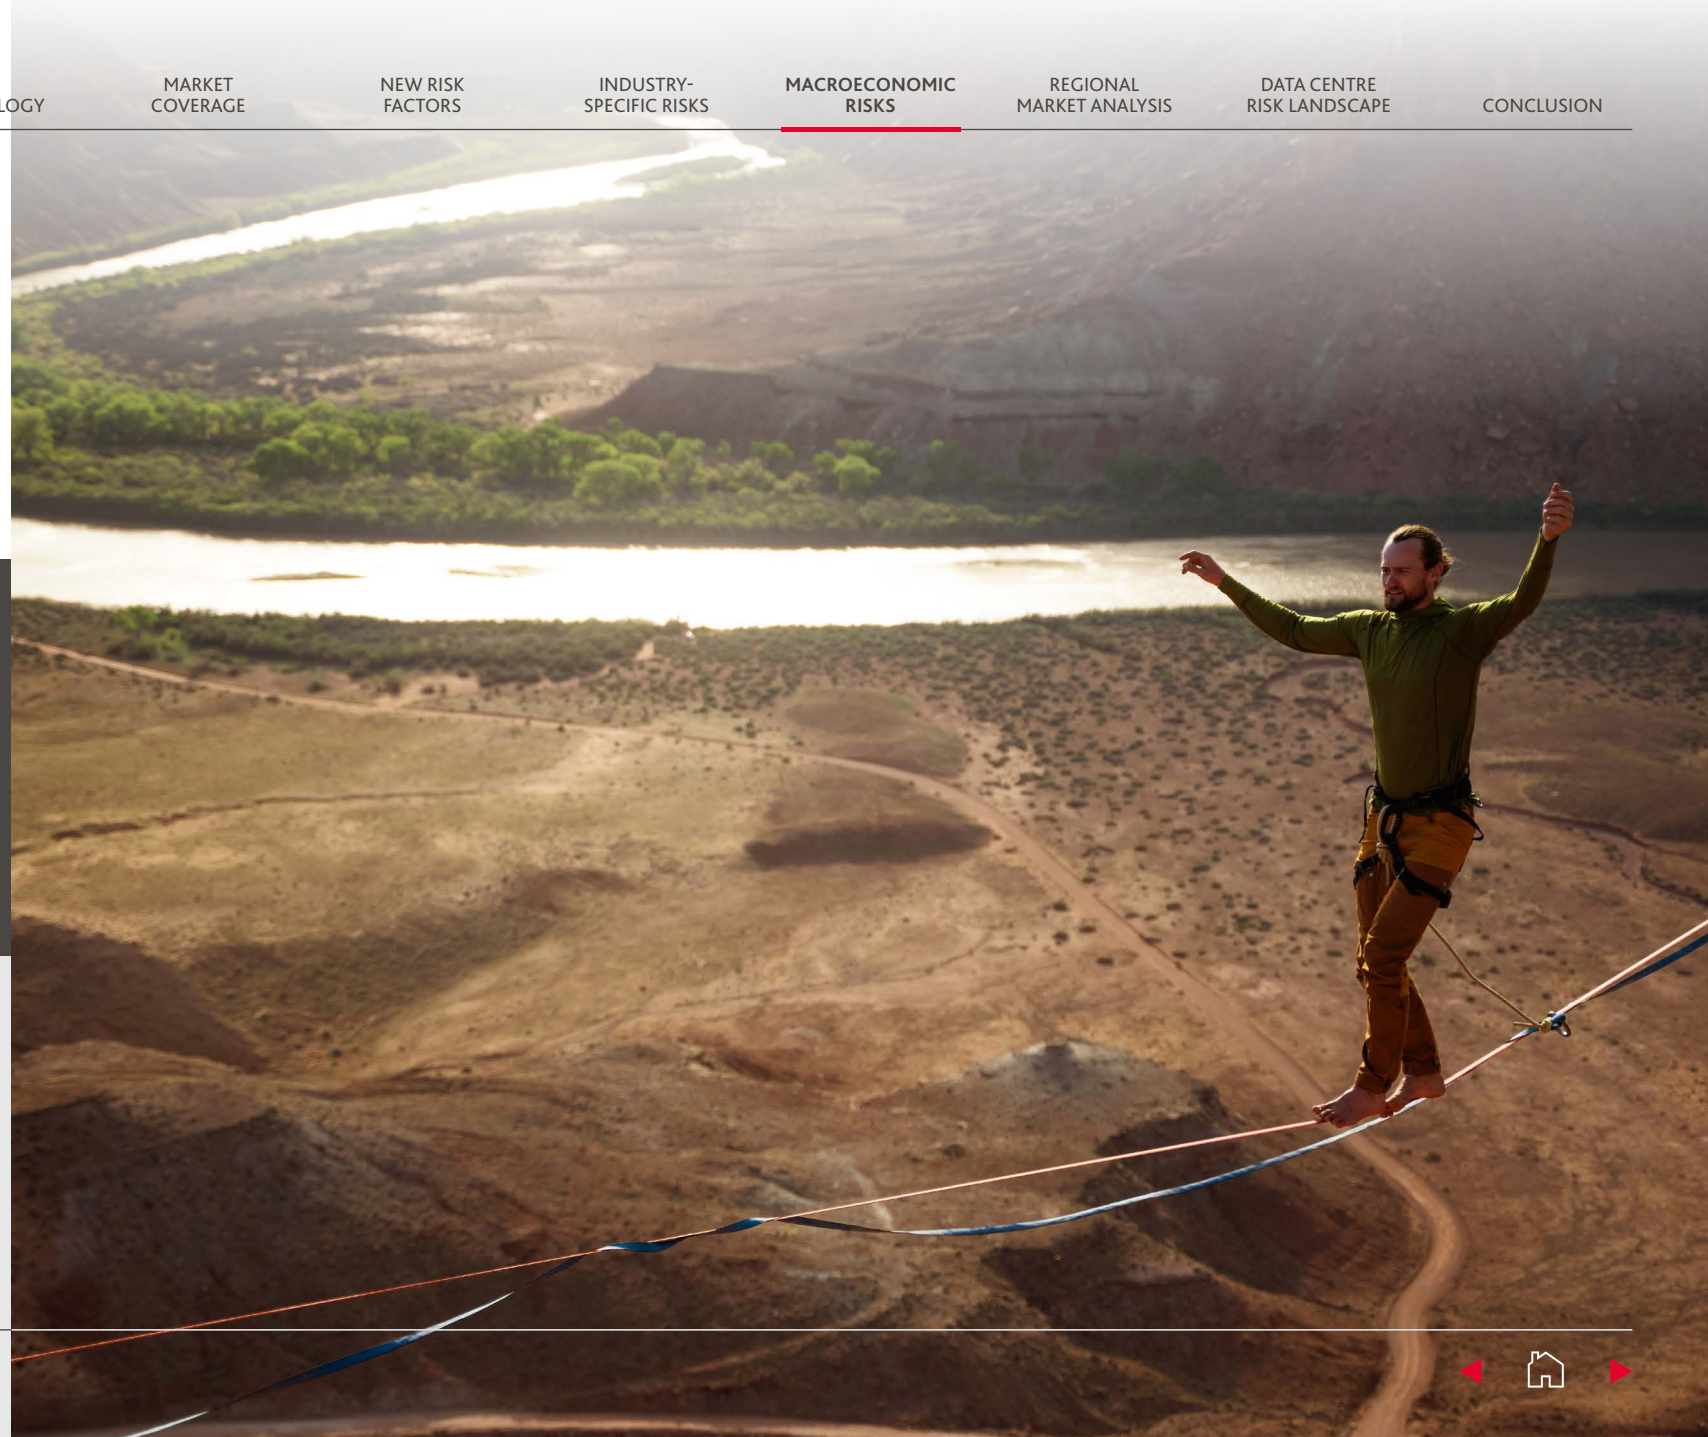 LOGY
MARKET
COVERAGE
NEW RISK
FACTORS
INDUSTRY-
SPECIFIC RISKS
MACROECONOMIC
RISKS
REGIONAL
MARKET ANALYSIS
DATA CENTRE
RISK LANDSCAPE
CONCLUSION